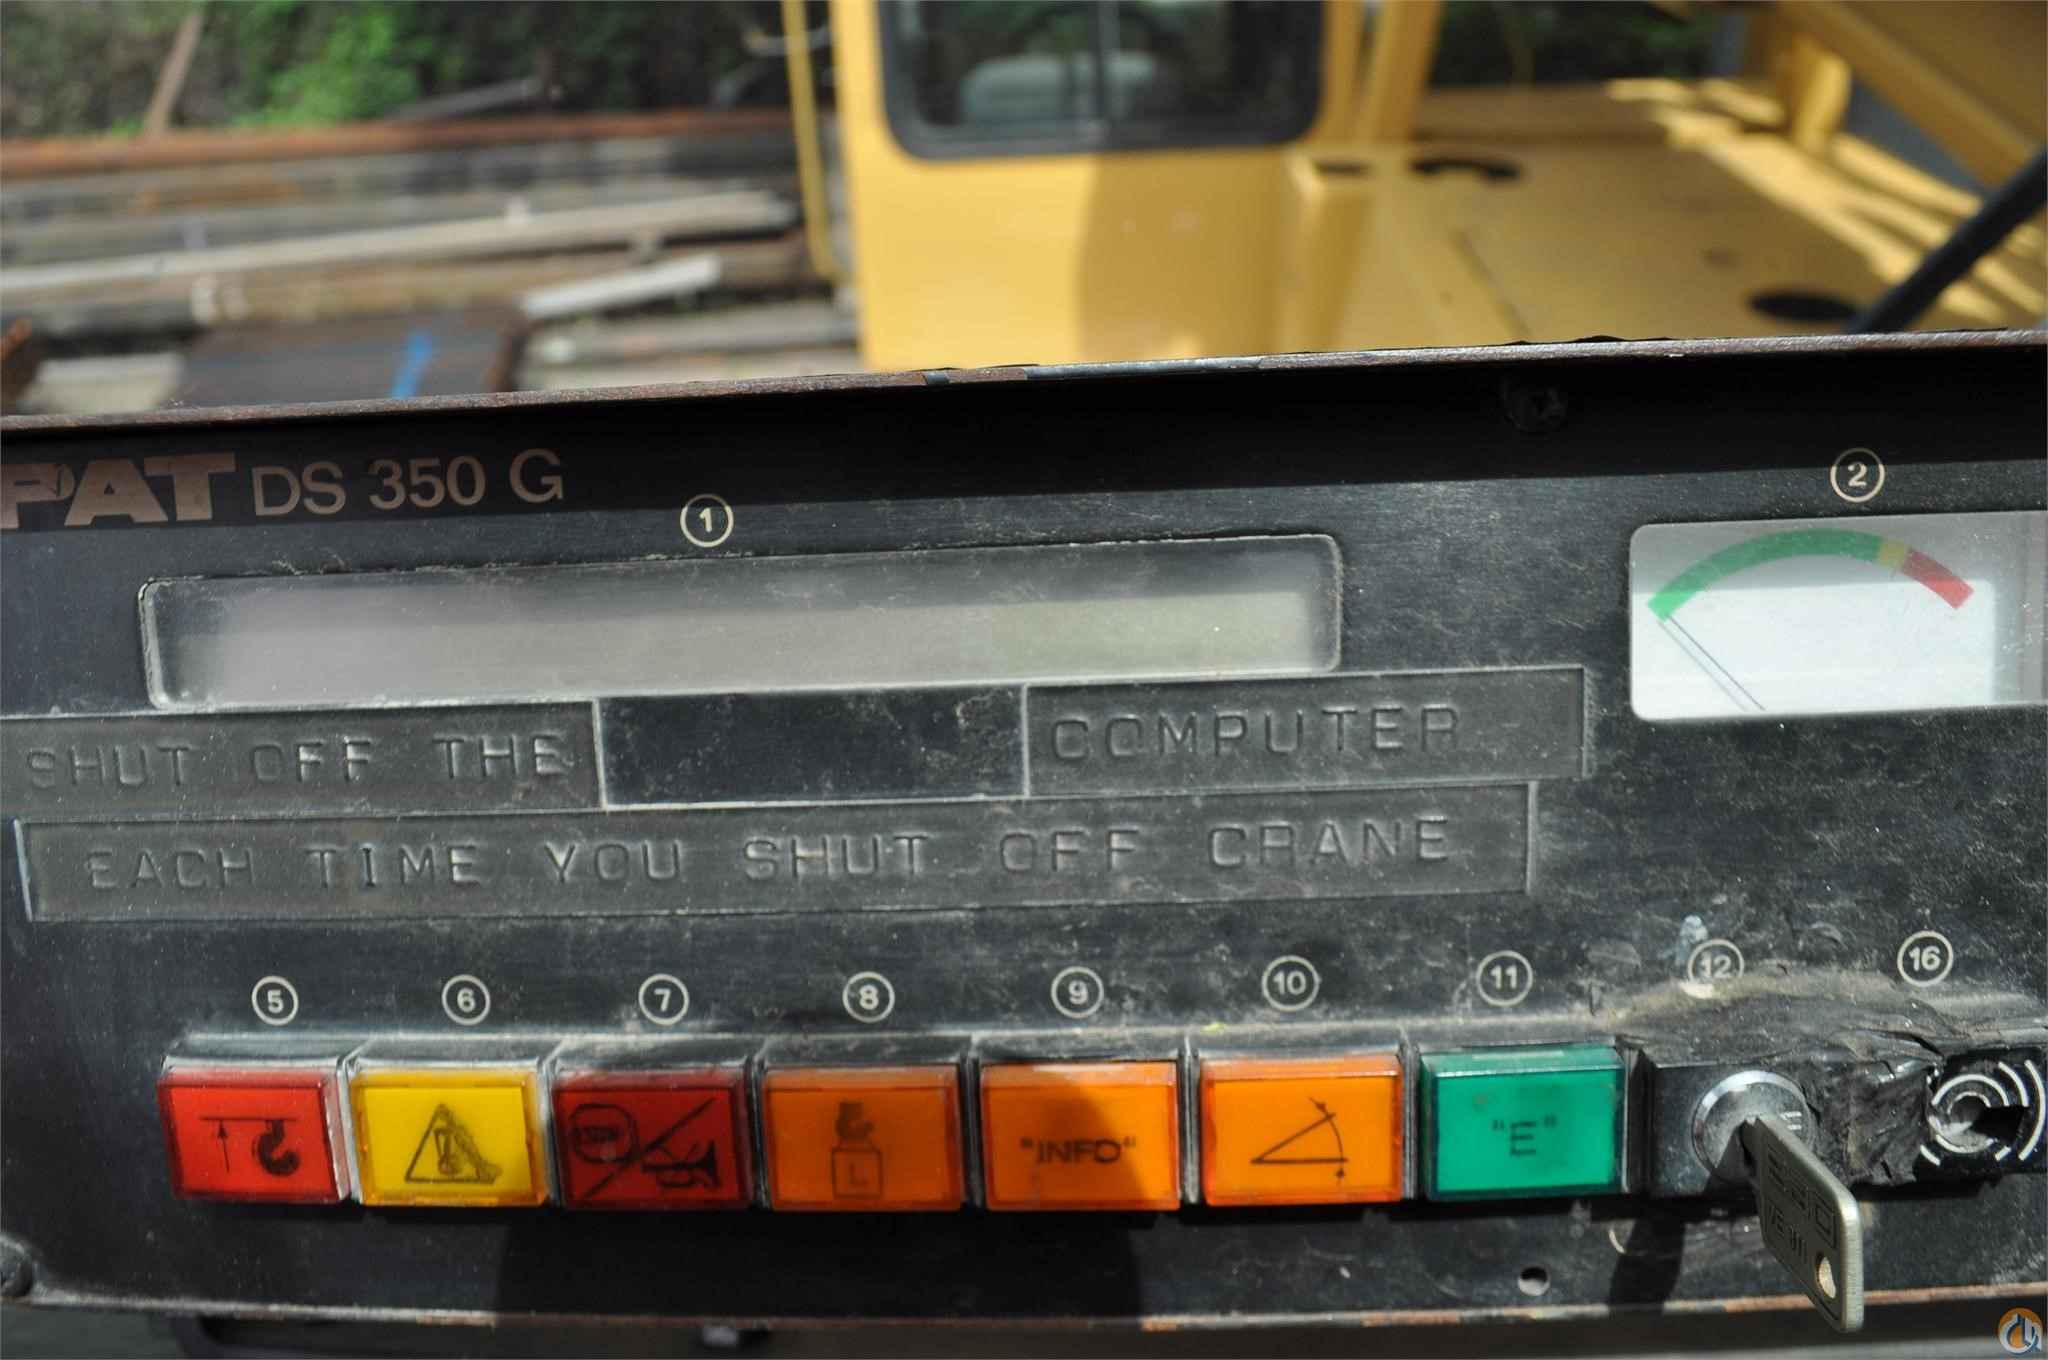 PAT DS 350 G
1
2
SHUT OFF THE COMPUTER
EACH TIME YOU SHUT OFF CRANE
5 6 7 8 9 10 11 12 16
L "INFO" "E"